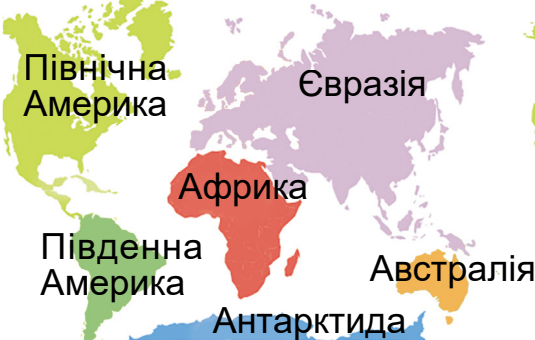 Північна
Америка
Євразія
Африка
Південна
Америка
Австралія
Антарктида